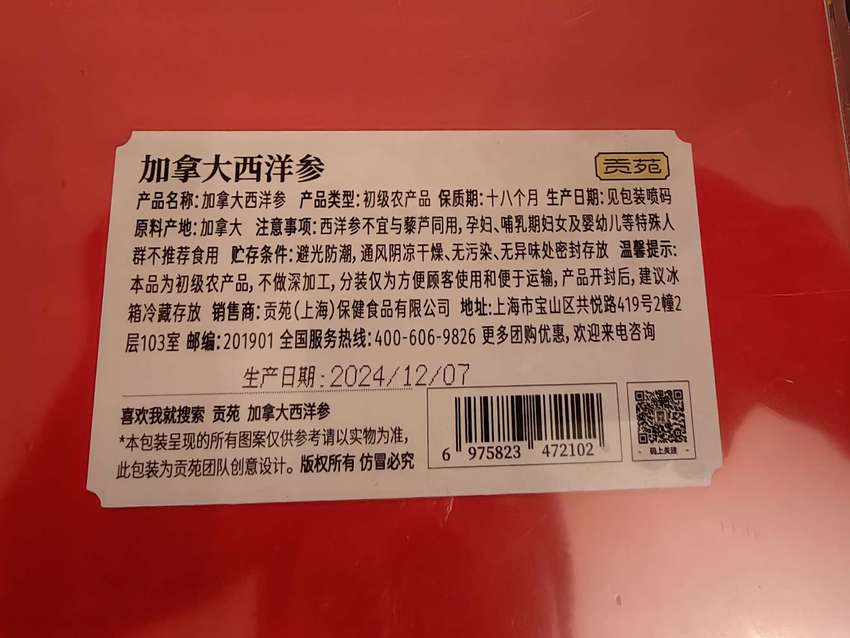 加拿大西洋参
贡苑
产品名称:加拿大西洋参 产品类型:初级农产品 保质期:十八个月 生产日期:见包装喷码
原料产地:加拿大 注意事项:西洋参不宜与藜芦同用,孕妇、哺乳期妇女及婴幼儿等特殊人
群不推荐食用 贮存条件:避光防潮,通风阴凉干燥、无污染、无异味处密封存放 温馨提示:
本品为初级农产品,不做深加工,分装仅为方便顾客使用和便于运输,产品开封后,建议冰
箱冷藏存放 销售商:贡苑(上海)保健食品有限公司 地址:上海市宝山区共悦路419号2幢2
层103室 邮编:201901 全国服务热线:400-606-9826 更多团购优惠,欢迎来电咨询
生产日期:2024/12/07
喜欢我就搜索 贡苑 加拿大西洋参
*本包装呈现的所有图案仅供参考请以实物为准,
此包装为贡苑团队创意设计。版权所有 仿冒必究
6 975823 472102
- 码上关注 -